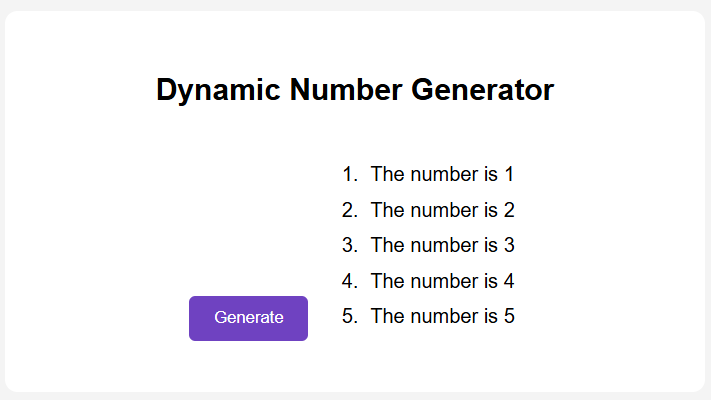 Dynamic Number Generator
1. The number is 1
2. The number is 2
3. The number is 3
4. The number is 4
5. The number is 5
Generate